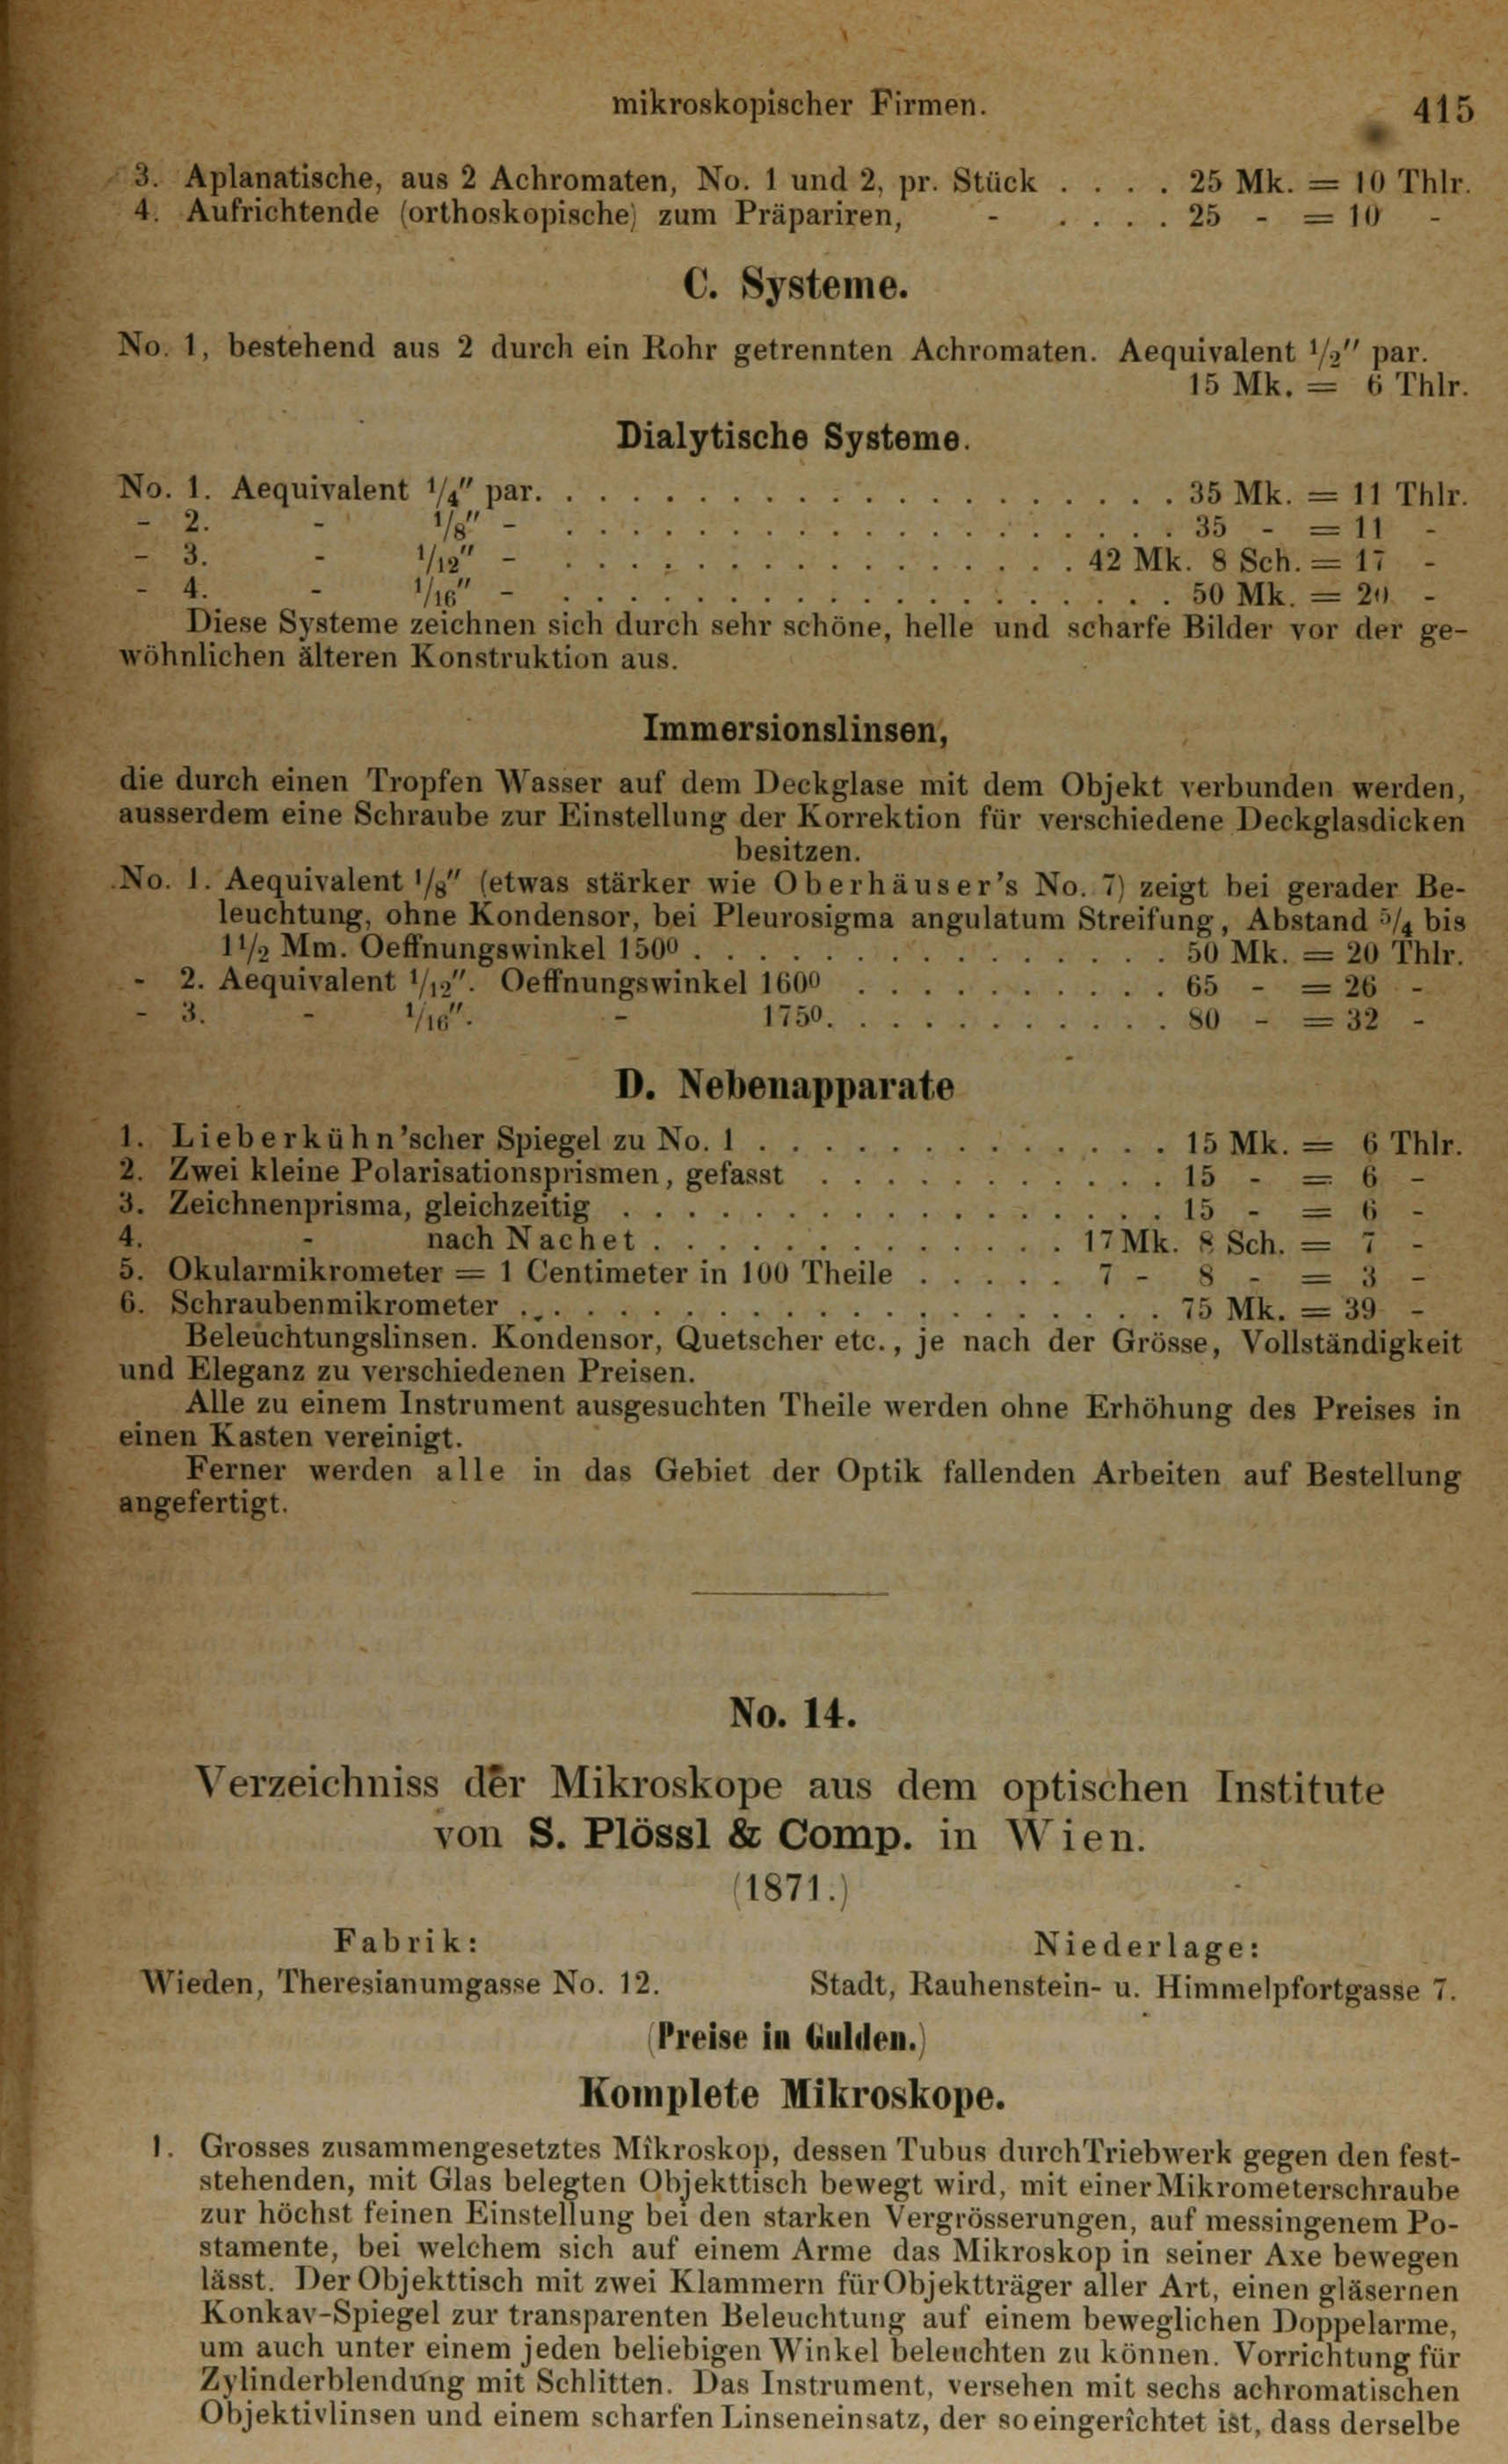 mikroskopischer Firmen. 415
3. Aplanatische, aus 2 Achromaten, No. 1 und 2, pr. Stück . . . . 25 Mk. = 10 Thlr.
4. Aufrichtende (orthoskopische) zum Präpariren, - . . . . 25 - = 10 -
C. Systeme.
No. 1, bestehend aus 2 durch ein Rohr getrennten Achromaten. Aequivalent 1/2″ par.
15 Mk. = 6 Thlr.
Dialytische Systeme.
No. 1. Aequivalent 1/4″ par. . . . . . . . . . . . . . . . . . . . . 35 Mk. = 11 Thlr.
- 2. - 1/8″ - . . . . . . . . . . . . . . . . . . . 35 - = 11 -
- 3. - 1/12″ - . . . . . . . . . . . . . . . . 42 Mk. 8 Sch. = 17 -
- 4. - 1/16″ - . . . . . . . . . . . . . . . . . . . 50 Mk. = 20 -
Diese Systeme zeichnen sich durch sehr schöne, helle und scharfe Bilder vor der ge-
wöhnlichen älteren Konstruktion aus.
Immersionslinsen,
die durch einen Tropfen Wasser auf dem Deckglase mit dem Objekt verbunden werden,
ausserdem eine Schraube zur Einstellung der Korrektion für verschiedene Deckglasdicken
besitzen.
No. 1. Aequivalent 1/8″ (etwas stärker wie Oberhäuser's No. 7) zeigt bei gerader Be-
leuchtung, ohne Kondensor, bei Pleurosigma angulatum Streifung, Abstand 5/4 bis
1 1/2 Mm. Oeffnungswinkel 150⁰ . . . . . . . . . . . . . . . 50 Mk. = 20 Thlr.
- 2. Aequivalent 1/12″. Oeffnungswinkel 160⁰ . . . . . . . . . . 65 - = 26 -
- 3. - 1/16″. - 175⁰. . . . . . . . . . . 80 - = 32 -
D. Nebenapparate
1. Lieberkühn'scher Spiegel zu No. 1 . . . . . . . . . . . . . 15 Mk. = 6 Thlr.
2. Zwei kleine Polarisationsprismen, gefasst . . . . . . . . . . . 15 - = 6 -
3. Zeichnenprisma, gleichzeitig . . . . . . . . . . . . . . . . . 15 - = 6 -
4. - nach Nachet . . . . . . . . . . . . . 17 Mk. 8 Sch. = 7 -
5. Okularmikrometer = 1 Centimeter in 100 Theile . . . . . 7 - 8 - = 3 -
6. Schraubenmikrometer . . . . . . . . . . . . . . . . . . . . 75 Mk. = 39 -
Beleuchtungslinsen. Kondensor, Quetscher etc., je nach der Grösse, Vollständigkeit
und Eleganz zu verschiedenen Preisen.
Alle zu einem Instrument ausgesuchten Theile werden ohne Erhöhung des Preises in
einen Kasten vereinigt.
Ferner werden alle in das Gebiet der Optik fallenden Arbeiten auf Bestellung
angefertigt.
No. 14.
Verzeichniss der Mikroskope aus dem optischen Institute
von S. Plössl & Comp. in Wien.
(1871.)
Fabrik: Niederlage:
Wieden, Theresianumgasse No. 12. Stadt, Rauhenstein- u. Himmelpfortgasse 7.
(Preise in Gulden.)
Komplete Mikroskope.
1. Grosses zusammengesetztes Mikroskop, dessen Tubus durch Triebwerk gegen den fest-
stehenden, mit Glas belegten Objekttisch bewegt wird, mit einer Mikrometerschraube
zur höchst feinen Einstellung bei den starken Vergrösserungen, auf messingenem Po-
stamente, bei welchem sich auf einem Arme das Mikroskop in seiner Axe bewegen
lässt. Der Objekttisch mit zwei Klammern für Objektträger aller Art, einen gläsernen
Konkav-Spiegel zur transparenten Beleuchtung auf einem beweglichen Doppelarme,
um auch unter einem jeden beliebigen Winkel beleuchten zu können. Vorrichtung für
Zylinderblendung mit Schlitten. Das Instrument, versehen mit sechs achromatischen
Objektivlinsen und einem scharfen Linseneinsatz, der so eingerichtet ist, dass derselbe